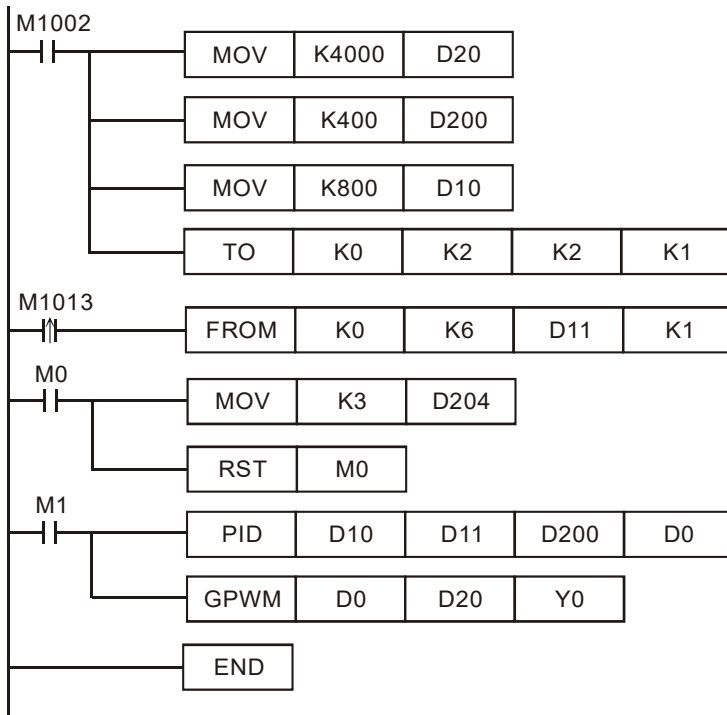 M1002
MOV K4000 D20
MOV K400 D200
MOV K800 D10
TO K0 K2 K2 K1
M1013
FROM K0 K6 D11 K1
M0
MOV K3 D204
RST M0
M1
PID D10 D11 D200 D0
GPWM D0 D20 Y0
END